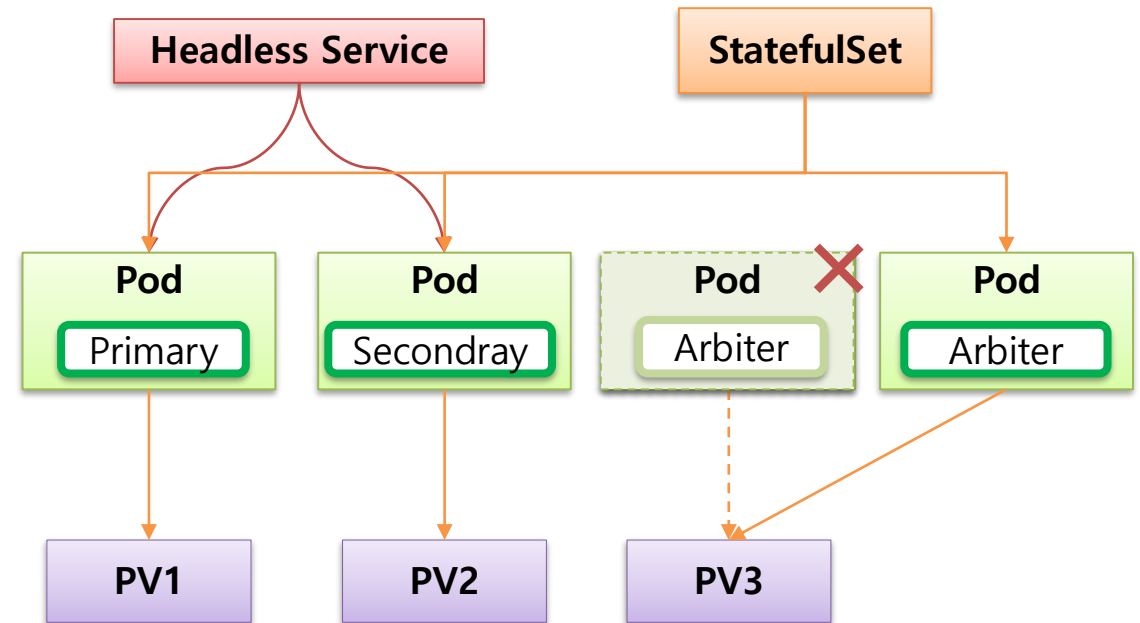 Headless Service
StatefulSet
Pod
Primary
Pod
Secondray
Pod
Arbiter
Pod
Arbiter
PV1
PV2
PV3